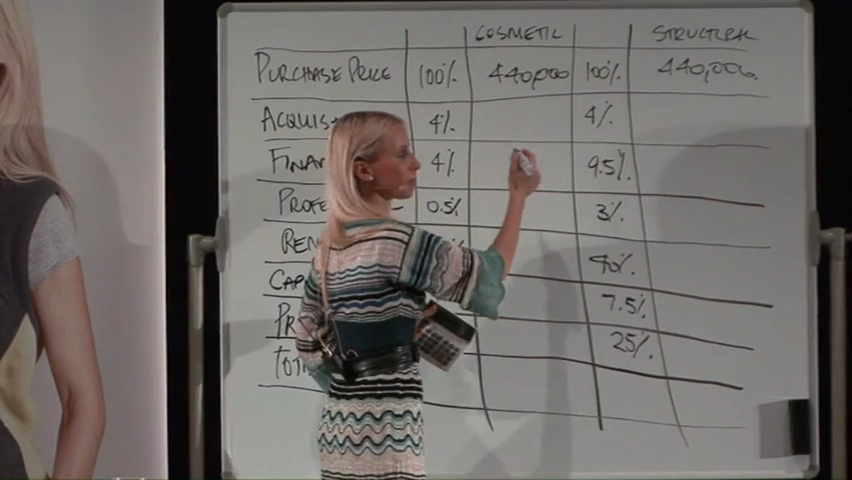 COSMETIC STRUCTURAL
PURCHASE PRICE 100% 440,000 100% 440,000.
ACQUIS 4% 4%
FINAN 4% 9.5%
PROFE 0.5% 3%
REN 40%.
CAP 7.5%
PR 25%.
TOT